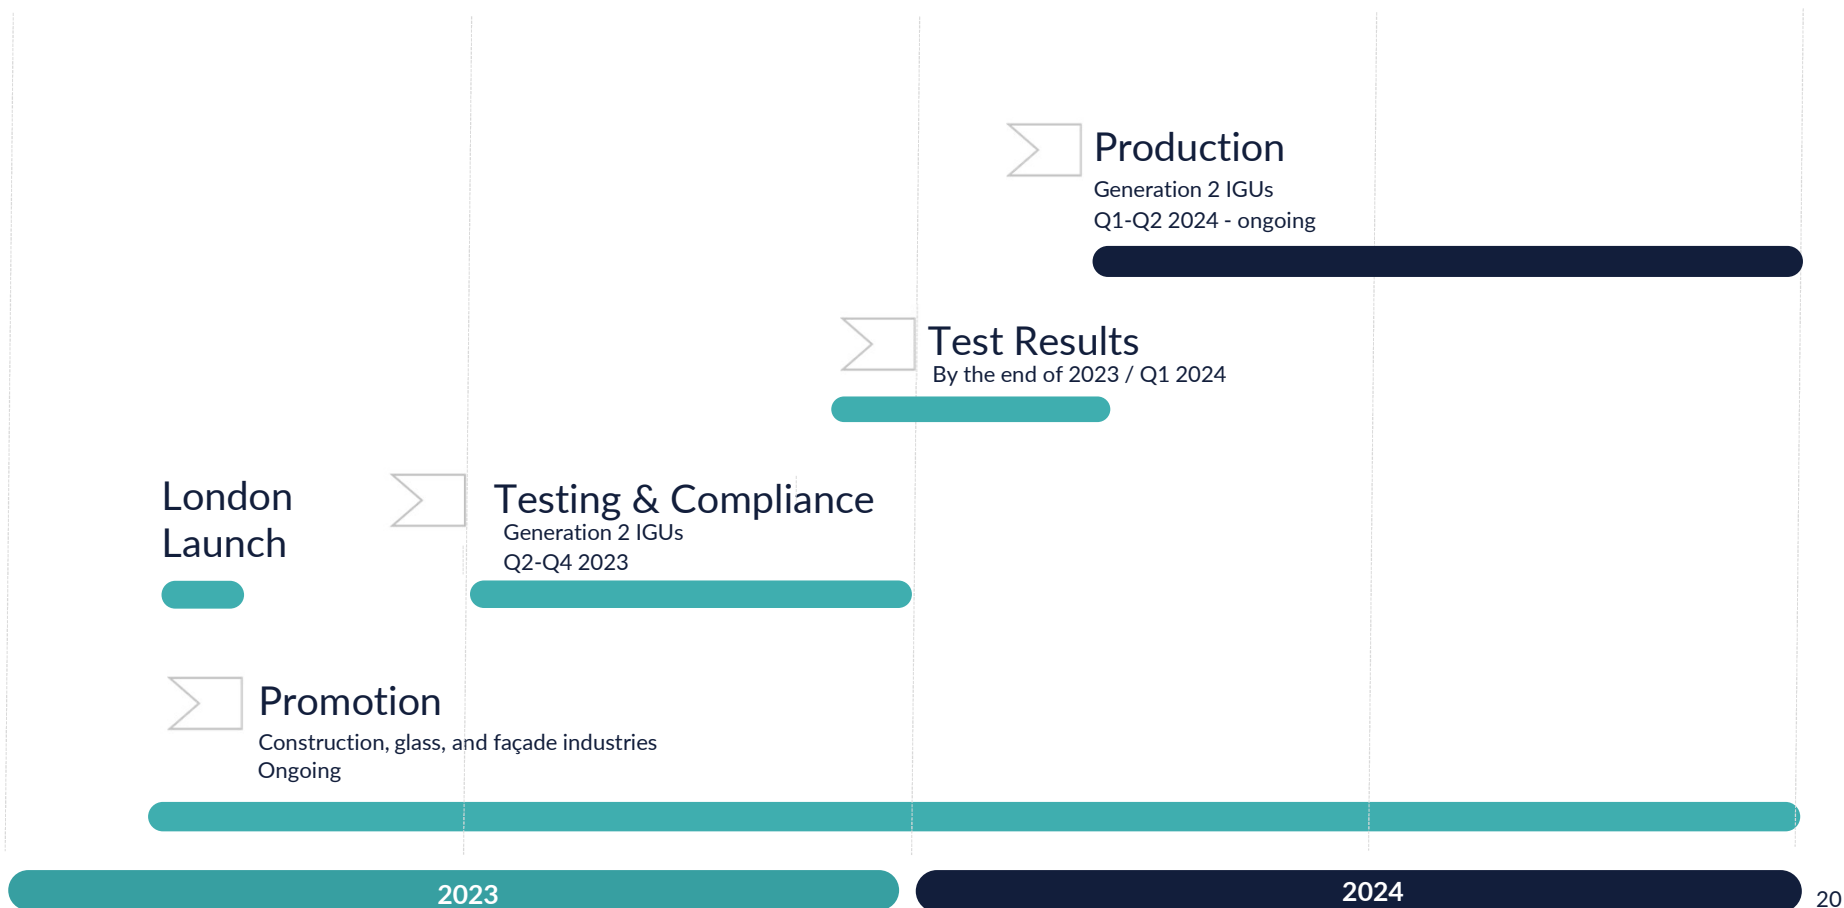 Production
Generation 2 IGUs
Q1-Q2 2024 - ongoing
Test Results
By the end of 2023 / Q1 2024
London
Launch
Testing & Compliance
Generation 2 IGUs
Q2-Q4 2023
Promotion
Construction, glass, and façade industries
Ongoing
2023
2024
20